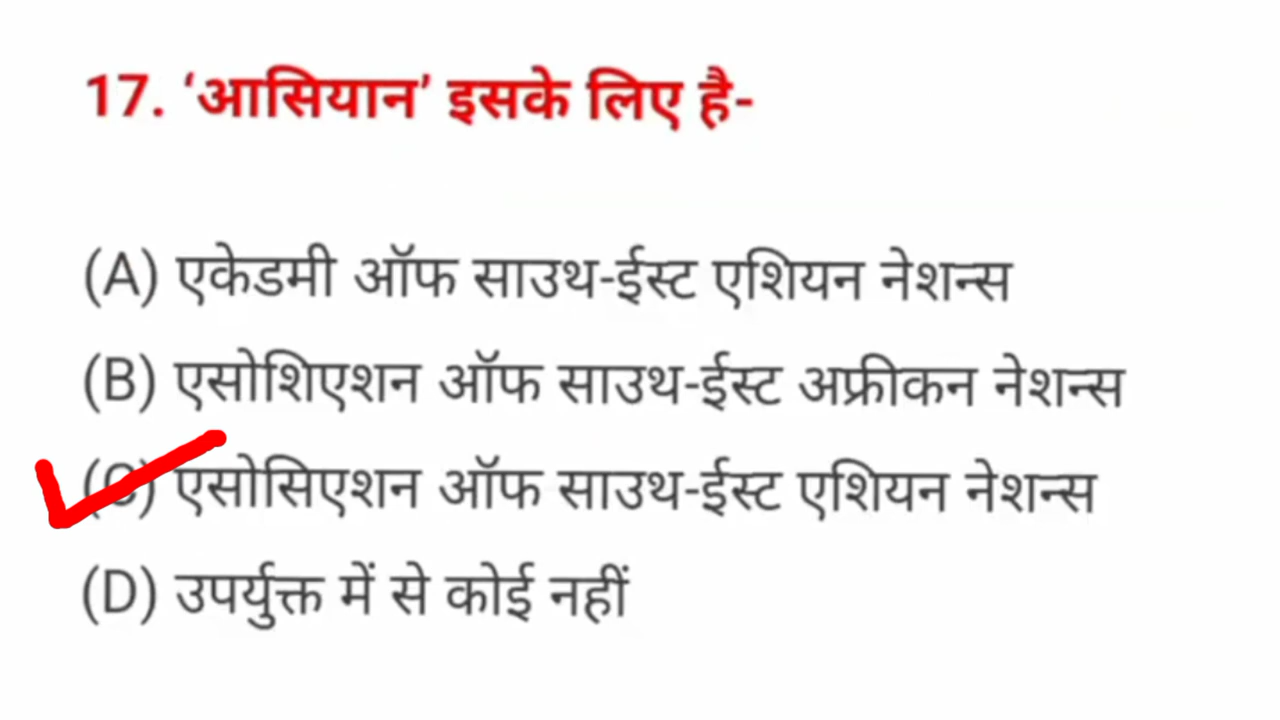 17. ‘आसियान’ इसके लिए है-
(A) एकेडमी ऑफ साउथ-ईस्ट एशियन नेशन्स
(B) एसोशिएशन ऑफ साउथ-ईस्ट अफ्रीकन नेशन्स
(C) एसोसिएशन ऑफ साउथ-ईस्ट एशियन नेशन्स
(D) उपर्युक्त में से कोई नहीं